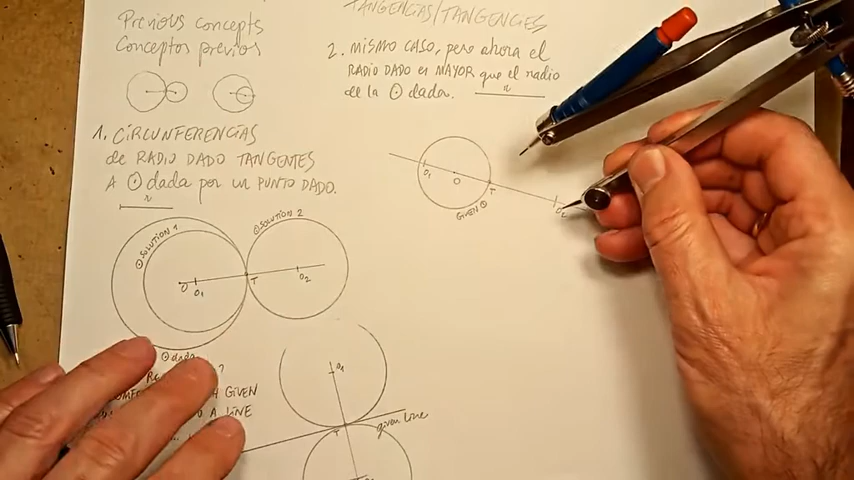 Previous concepts
Conceptos previos
TANGENCIAS/TANGENCIES
1. CIRCUNFERENCIAS
de RADIO DADO TANGENTES
A ⊙ dada por un PUNTO DADO.
r
⊙ SOLUTION 1
⊙ SOLUTION 2
O
O₁
T
O₂
⊙ dada
2. MISMO CASO, pero ahora el
RADIO DADO es MAYOR que el radio
de la ⊙ dada.
r
O₁
O
T
O₂
GIVEN ⊙
GIVEN
A LINE
O₁
T
given line